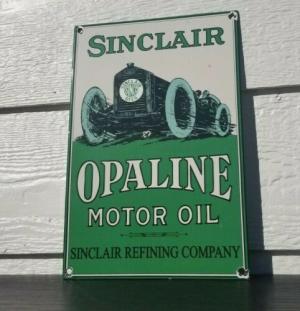 SINCLAIR
OPALINE
MOTOR OIL
SINCLAIR REFINING COMPANY